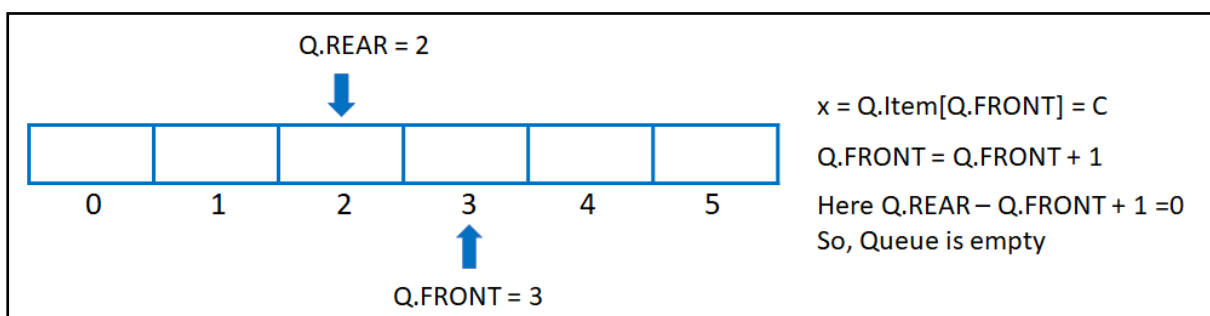 Q.REAR = 2
x = Q.Item[Q.FRONT] = C
Q.FRONT = Q.FRONT + 1
Here Q.REAR – Q.FRONT + 1 =0
So, Queue is empty
0 1 2 3 4 5
Q.FRONT = 3